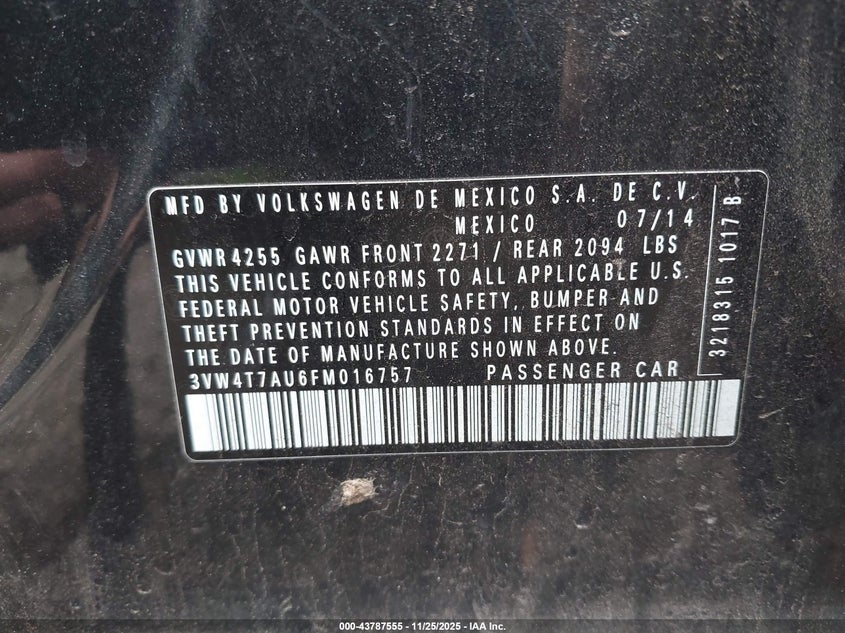 MFD BY VOLKSWAGEN DE MEXICO S.A. DE C.V.
MEXICO 07/14
GVWR 4255 GAWR FRONT 2271 / REAR 2094 LBS
THIS VEHICLE CONFORMS TO ALL APPLICABLE U.S.
FEDERAL MOTOR VEHICLE SAFETY, BUMPER AND
THEFT PREVENTION STANDARDS IN EFFECT ON
THE DATE OF MANUFACTURE SHOWN ABOVE.
3VW4T7AU6FM016757 PASSENGER CAR
3218315 1017 B
000-43787555 - 11/25/2025 - IAA Inc.